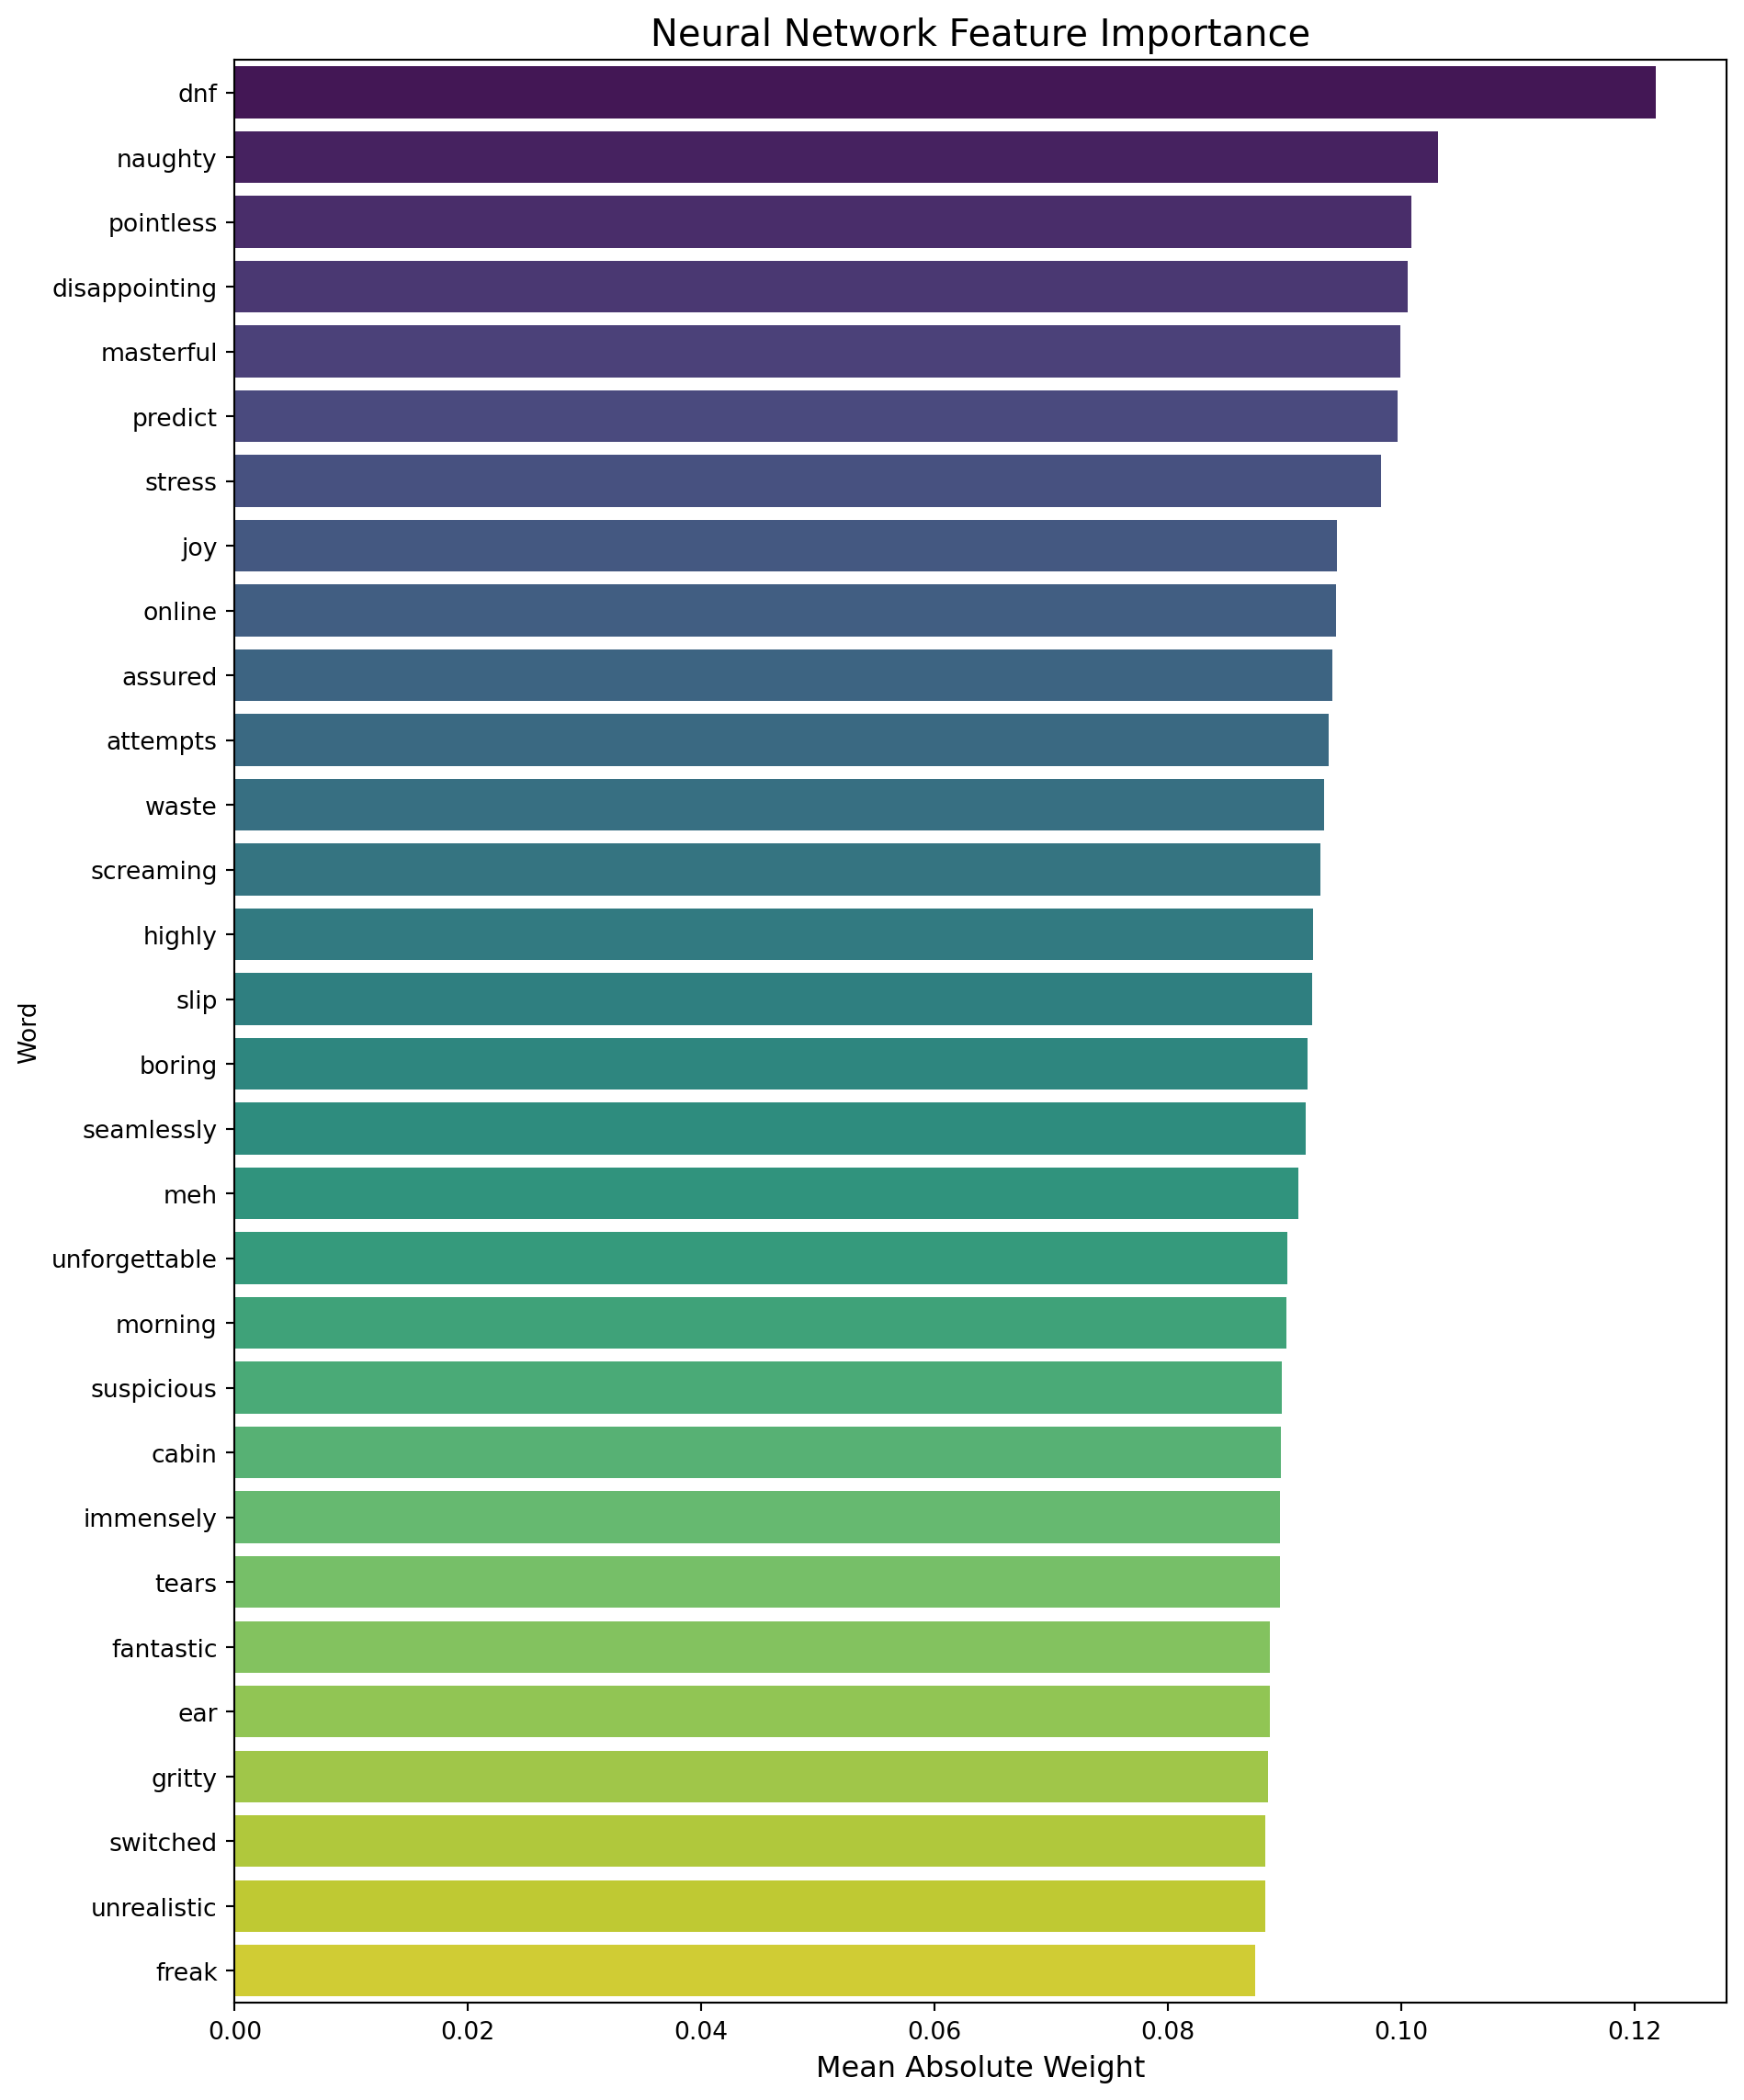 Neural Network Feature Importance
dnf
naughty
pointless
disappointing
masterful
predict
stress
joy
online
assured
attempts
waste
screaming
highly
slip
boring
seamlessly
meh
unforgettable
morning
suspicious
cabin
immensely
tears
fantastic
ear
gritty
switched
unrealistic
freak
Word
0.00 0.02 0.04 0.06 0.08 0.10 0.12
Mean Absolute Weight